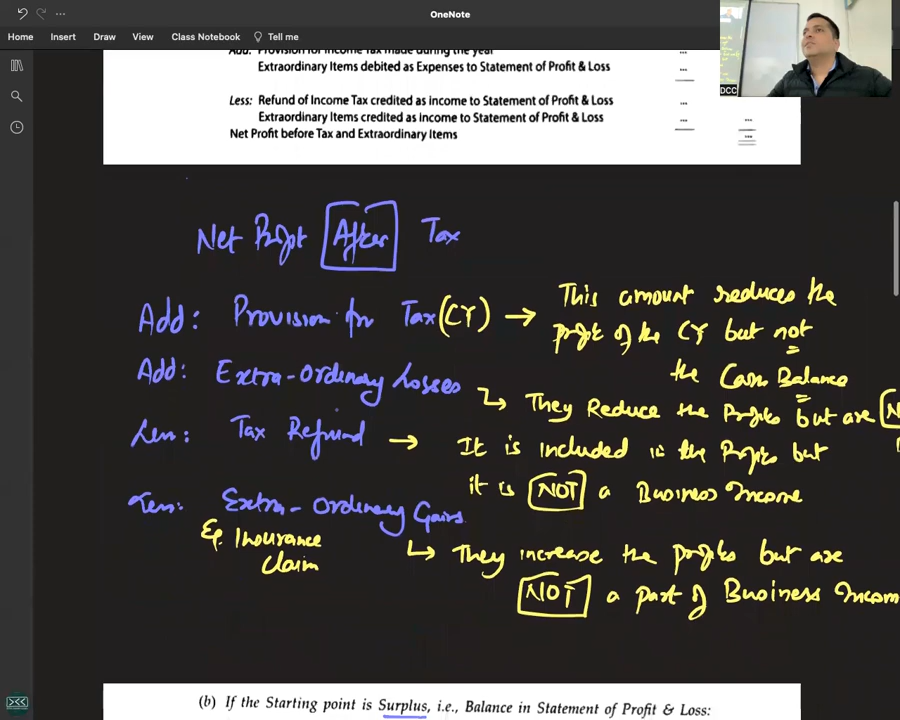 OneNote
Home Insert Draw View Class Notebook Tell me
Add: Provision for Income Tax made during the year ...
Extraordinary Items debited as Expenses to Statement of Profit & Loss ...
Less: Refund of Income Tax credited as income to Statement of Profit & Loss ...
Extraordinary Items credited as income to Statement of Profit & Loss ... ...
Net Profit before Tax and Extraordinary Items ...
DCC
Net Profit After Tax
Add: Provision for Tax (CY) → This amount reduces the
profit of the CY but not
the Cash Balance
Add: Extra-Ordinary Losses
↳ They Reduce the Profits but are
Less: Tax Refund → It is included in the Profits but
it is NOT a Business Income
Less: Extra-Ordinary Gains
Eg. Insurance
Claim
↳ They increase the profits but are
NOT a part of Business Incom
(b) If the Starting point is Surplus, i.e., Balance in Statement of Profit & Loss: